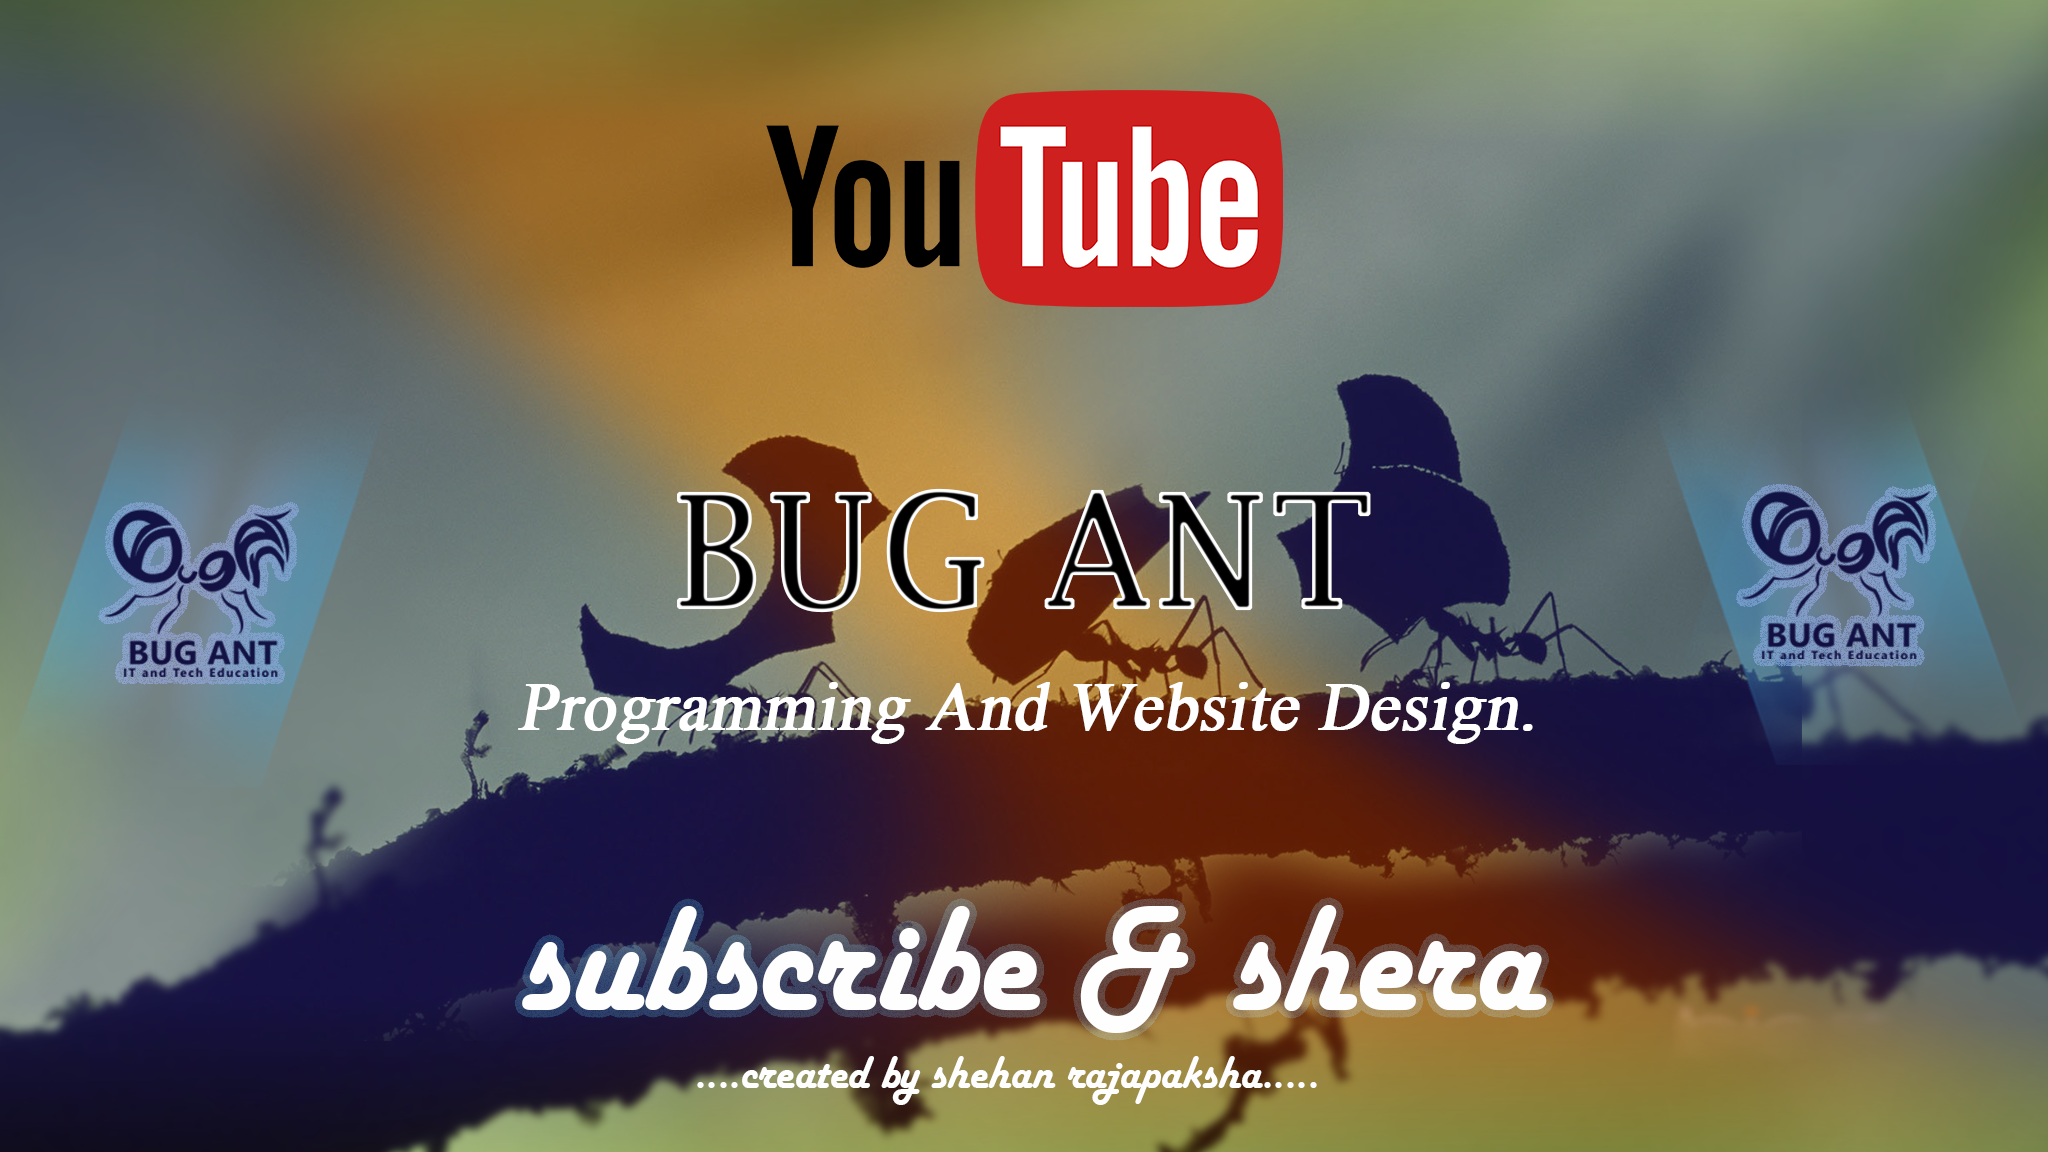 YouTube
BUG ANT
BUG ANT
IT and Tech Education
BUG ANT
IT and Tech Education
Programming And Website Design.
subscribe & shera
....created by shehan rajapaksha.....